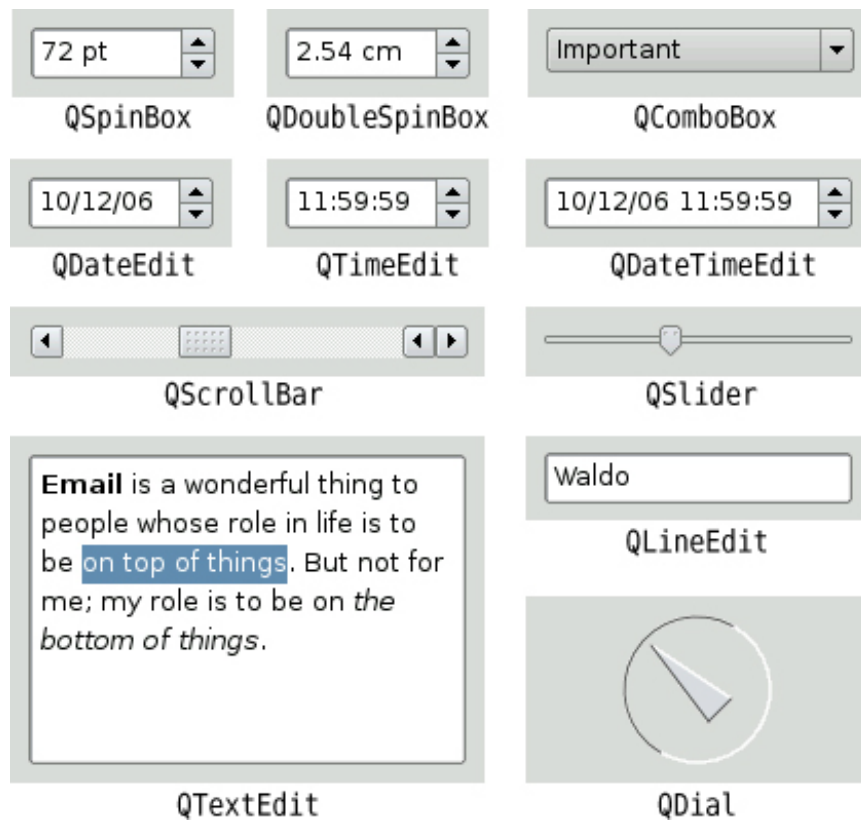 72 pt
2.54 cm
Important
QSpinBox
QDoubleSpinBox
QComboBox
10/12/06
11:59:59
10/12/06 11:59:59
QDateEdit
QTimeEdit
QDateTimeEdit
QScrollBar
QSlider
Email is a wonderful thing to
people whose role in life is to
be on top of things. But not for
me; my role is to be on the
bottom of things.
QTextEdit
Waldo
QLineEdit
QDial